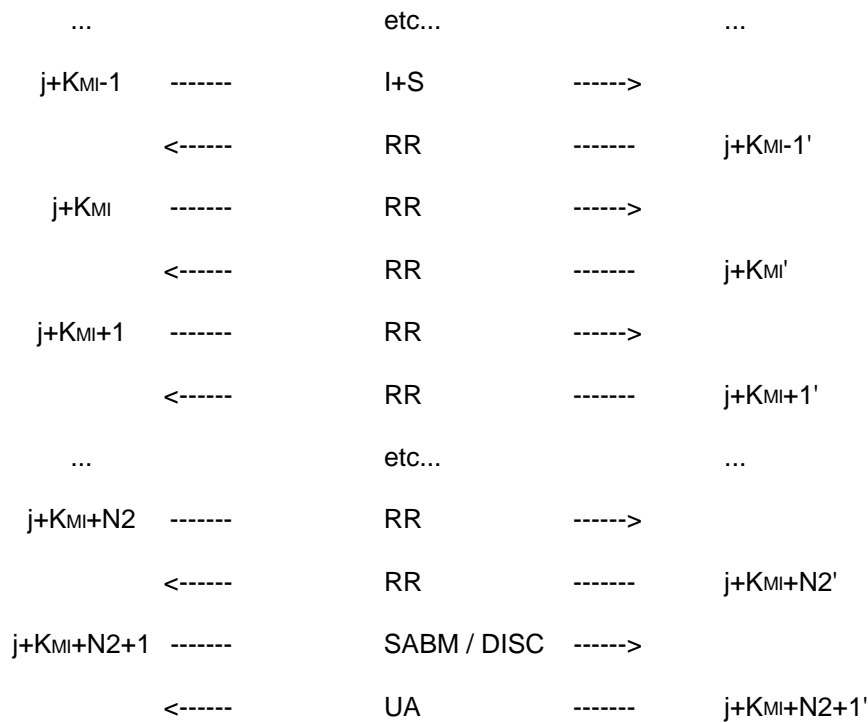 ... etc... ...
j+KMI-1 ------- I+S ------>
<------ RR ------- j+KMI-1'
j+KMI ------- RR ------>
<------ RR ------- j+KMI'
j+KMI+1 ------- RR ------>
<------ RR ------- j+KMI+1'
... etc... ...
j+KMI+N2 ------- RR ------>
<------ RR ------- j+KMI+N2'
j+KMI+N2+1 ------- SABM / DISC ------>
<------ UA ------- j+KMI+N2+1'